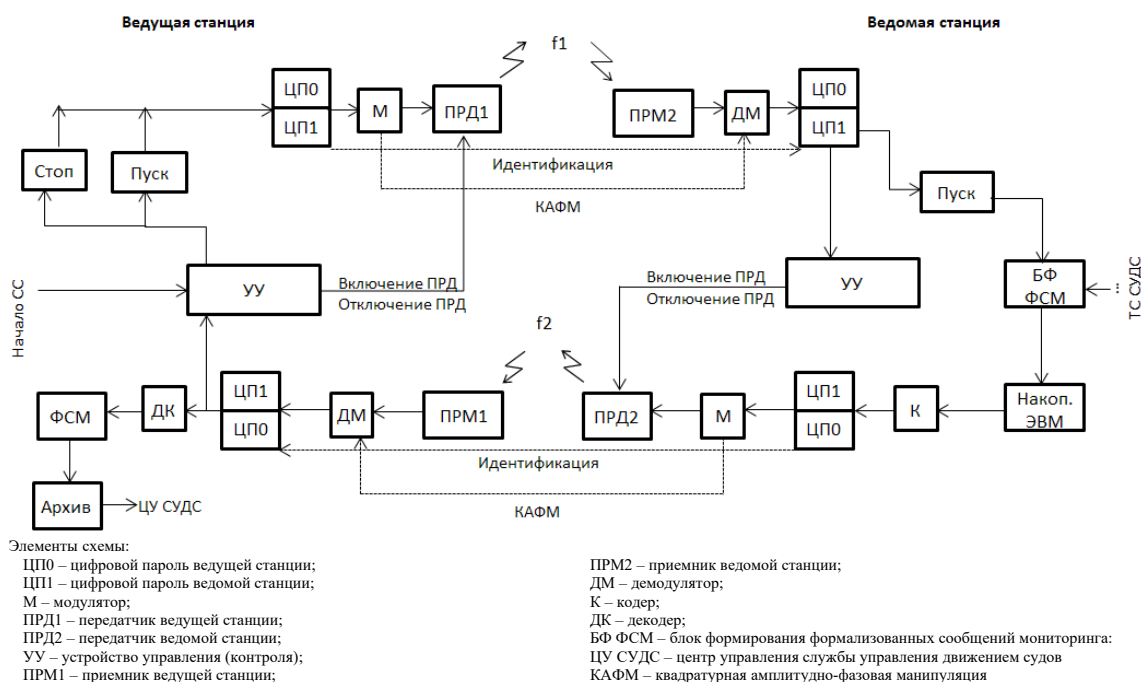 Ведущая станция
Ведомая станция
f1
ЦП0
ЦП1
М
ПРД1
ПРМ2
ДМ
ЦП0
ЦП1
Идентификация
КАФМ
Стоп
Пуск
Пуск
Начало СС
УУ
Включение ПРД
Отключение ПРД
Включение ПРД
Отключение ПРД
УУ
БФ
ФСМ
... ТС СУДС
f2
ФСМ
ДК
ЦП1
ЦП0
ДМ
ПРМ1
ПРД2
М
ЦП1
ЦП0
К
Накоп.
ЭВМ
Идентификация
КАФМ
Архив
ЦУ СУДС
Элементы схемы:
ЦП0 – цифровой пароль ведущей станции;
ЦП1 – цифровой пароль ведомой станции;
М – модулятор;
ПРД1 – передатчик ведущей станции;
ПРД2 – передатчик ведомой станции;
УУ – устройство управления (контроля);
ПРМ1 – приемник ведущей станции;
ПРМ2 – приемник ведомой станции;
ДМ – демодулятор;
К – кодер;
ДК – декодер;
БФ ФСМ – блок формирования формализованных сообщений мониторинга:
ЦУ СУДС – центр управления службы управления движением судов
КАФМ – квадратурная амплитудно-фазовая манипуляция